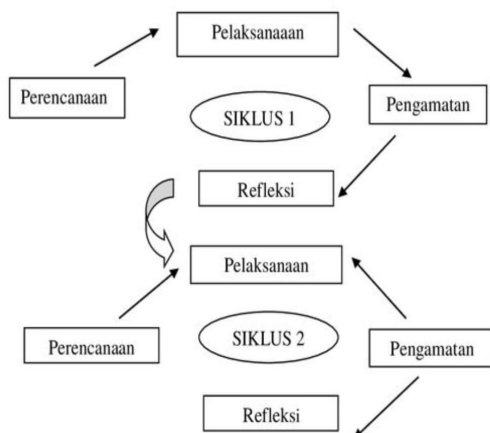 Pelaksanaaan
Perencanaan
Pengamatan
SIKLUS 1
Refleksi
Pelaksanaan
Perencanaan
SIKLUS 2
Pengamatan
Refleksi